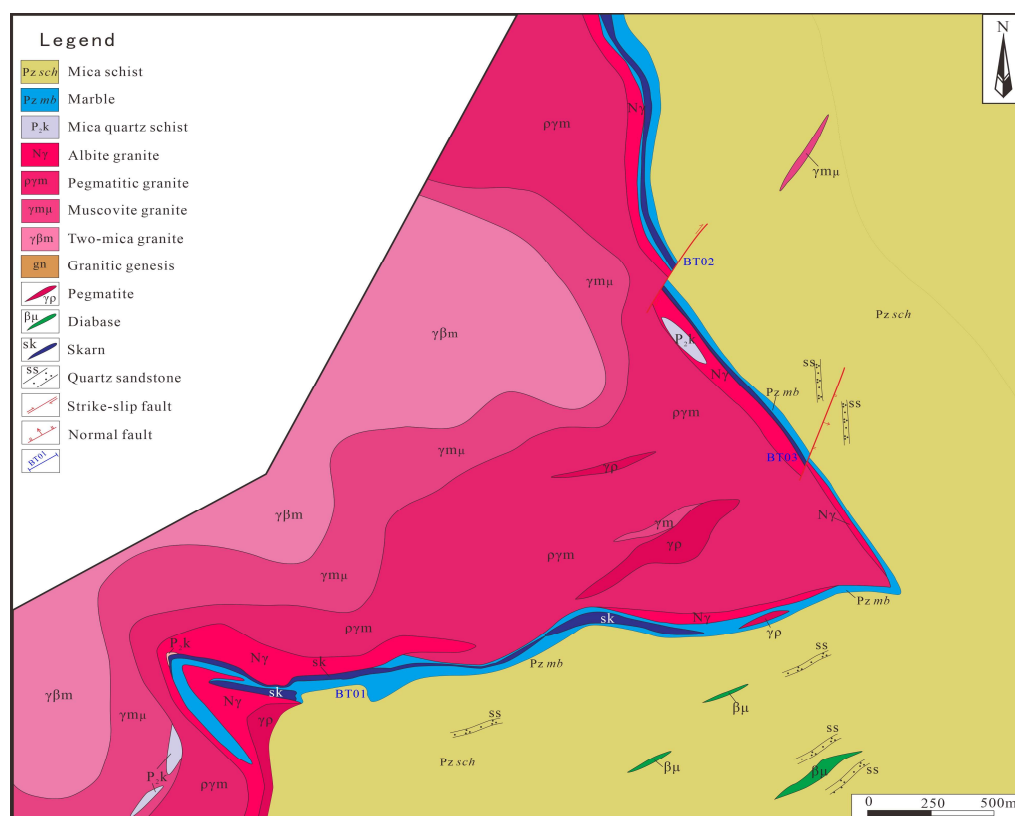 Legend
Pz sch Mica schist
Pz mb Marble
P₂k Mica quartz schist
Nγ Albite granite
ργm Pegmatitic granite
γmμ Muscovite granite
γβm Two-mica granite
gn Granitic genesis
γρ Pegmatite
βμ Diabase
sk Skarn
ss Quartz sandstone
Strike-slip fault
Normal fault
BT01
N
Nγ
ργm
γmμ
BT02
γmμ
Pz sch
γβm
P₂k
Nγ
ss
Pz mb
ργm
ss
γmμ
BT03
γρ
γβm
Nγ
γm
γρ
ργm
γmμ
Pz mb
sk
Nγ
γρ
ργm
P₂k
Nγ
sk
Pz mb
ss
γβm
sk
BT01
Nγ
γmμ
γρ
βμ
ss
ss
Pz sch
βμ
βμ
ss
P₂k
ργm
0 250 500m